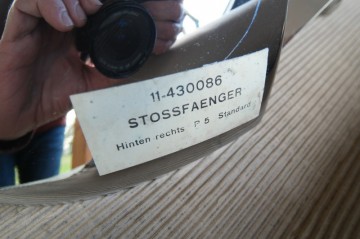 11-430086
STOSSFAENGER
Hinten rechts P 5 Standard